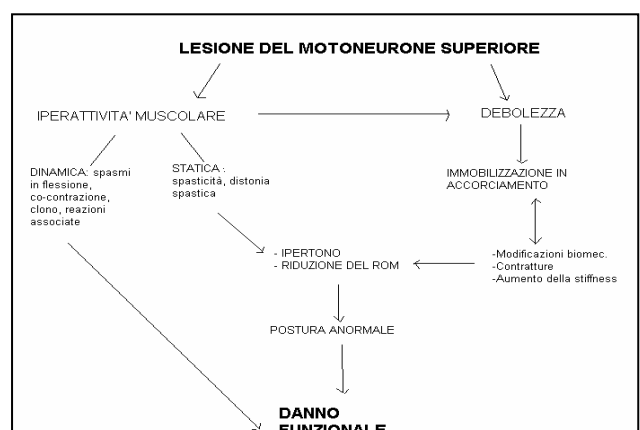 LESIONE DEL MOTONEURONE SUPERIORE
IPERATTIVITA' MUSCOLARE
DEBOLEZZA
DINAMICA: spasmi
in flessione,
co-contrazione,
clono, reazioni
associate
STATICA :
spasticità, distonia
spastica
IMMOBILIZZAZIONE IN
ACCORCIAMENTO
- IPERTONO
- RIDUZIONE DEL ROM
-Modificazioni biomec.
-Contratture
-Aumento della stiffness
POSTURA ANORMALE
DANNO
FUNZIONALE